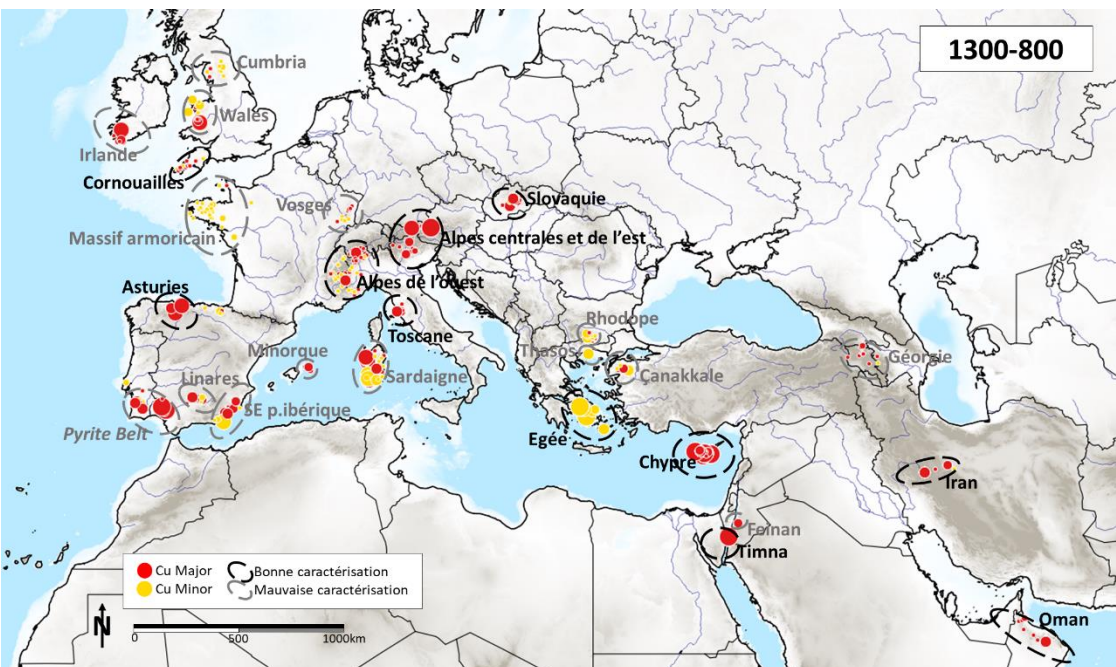 1300-800
Cumbria
Wales
Irlande
Cornouailles
Vosges
Slovaquie
Massif armoricain
Alpes centrales et de l'est
Alpes de l'ouest
Asturies
Toscane
Rhodope
Minorque
Thasos
Géorgie
Sardaigne
Çanakkale
Linares
SE p.ibérique
Pyrite Belt
Egée
Chypre
Iran
Feinan
Timna
Cu Major
Bonne caractérisation
Cu Minor
Mauvaise caractérisation
Oman
N
0 500 1000km